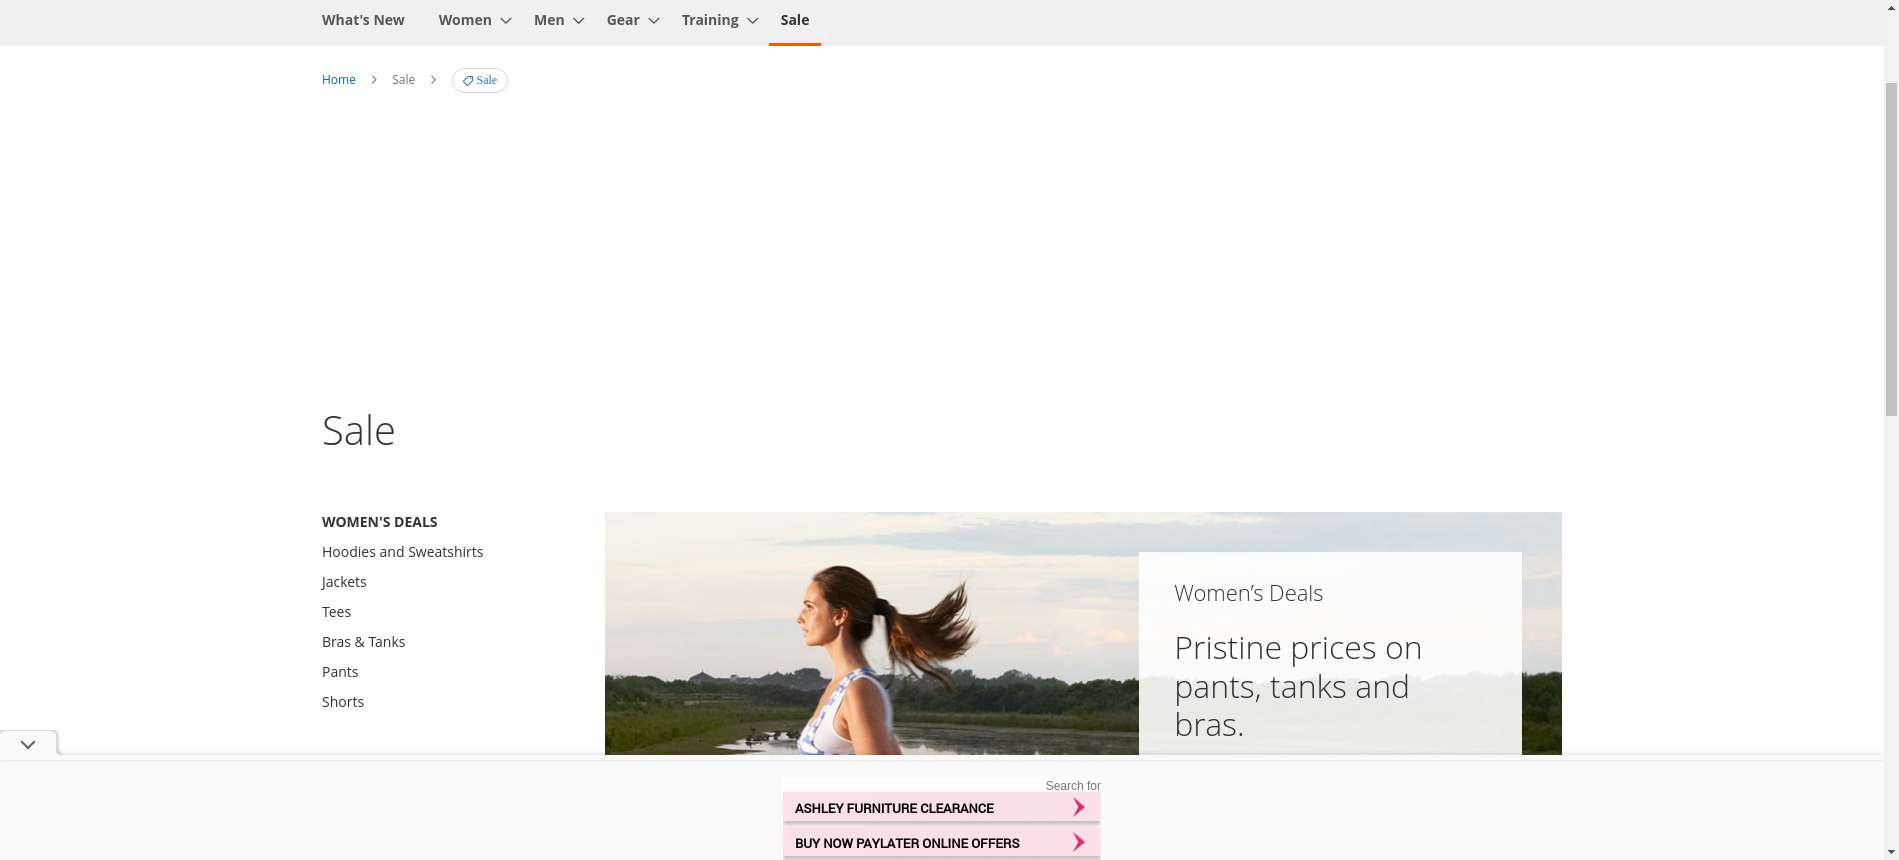 What's New Women Men Gear Training Sale
Home Sale Sale
Sale
WOMEN'S DEALS
Hoodies and Sweatshirts
Jackets
Tees
Bras & Tanks
Pants
Shorts
Women’s Deals
Pristine prices on
pants, tanks and
bras.
Search for
ASHLEY FURNITURE CLEARANCE
BUY NOW PAYLATER ONLINE OFFERS